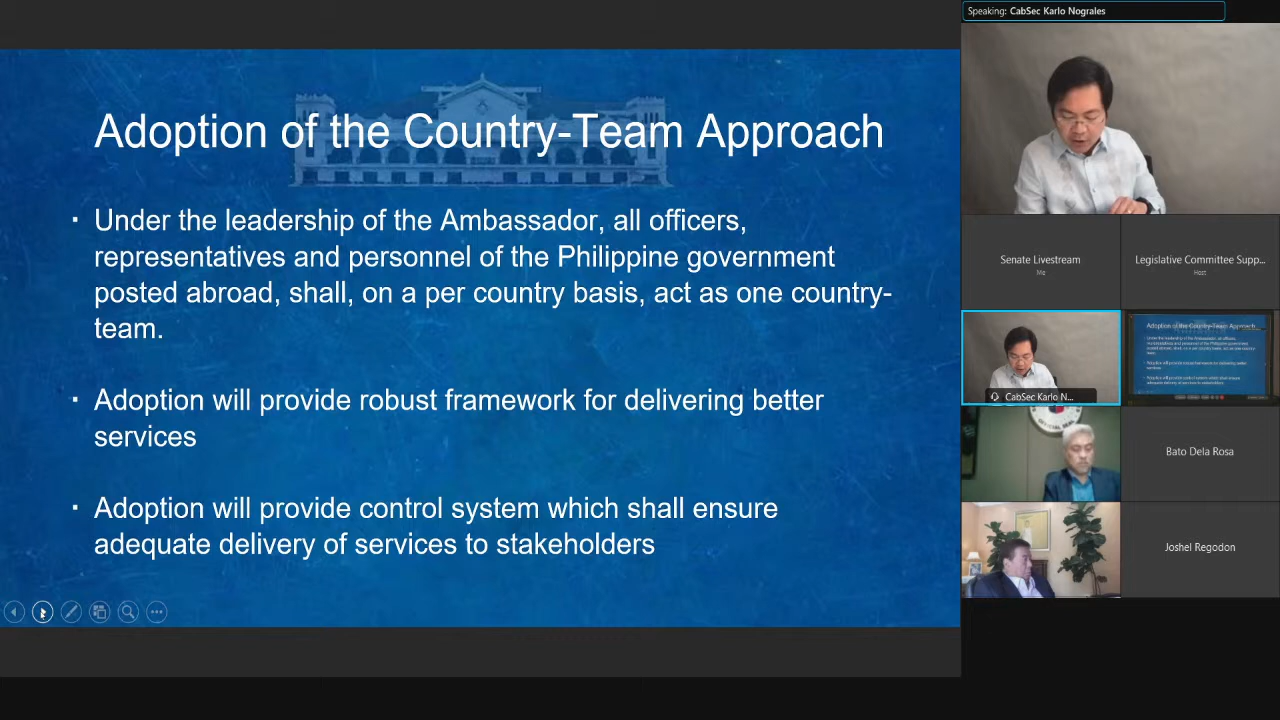 Speaking: CabSec Karlo Nograles
Adoption of the Country-Team Approach
▪ Under the leadership of the Ambassador, all officers,
representatives and personnel of the Philippine government
posted abroad, shall, on a per country basis, act as one country-
team.
▪ Adoption will provide robust framework for delivering better
services
▪ Adoption will provide control system which shall ensure
adequate delivery of services to stakeholders
Senate Livestream
Me
Legislative Committee Supp...
Host
CabSec Karlo N...
Adoption of the Country-Team Approach
Bato Dela Rosa
Joshel Regodon